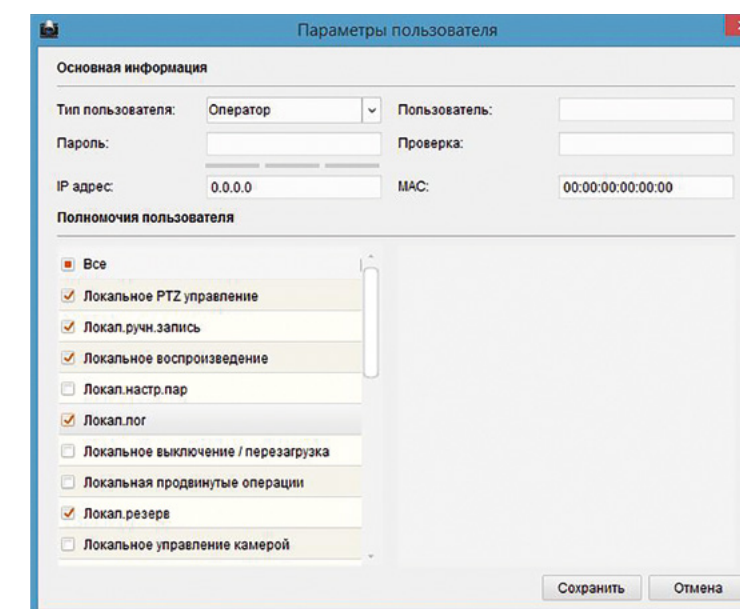 Параметры пользователя
Основная информация
Тип пользователя: Оператор Пользователь:
Пароль: Проверка:
IP адрес: 0.0.0.0 MAC: 00:00:00:00:00:00
Полномочия пользователя
Все
Локальное PTZ управление
Локал.ручн.запись
Локальное воспроизведение
Локал.настр.пар
Локал.лог
Локальное выключение / перезагрузка
Локальная продвинутые операции
Локал.резерв
Локальное управление камерой
Сохранить Отмена